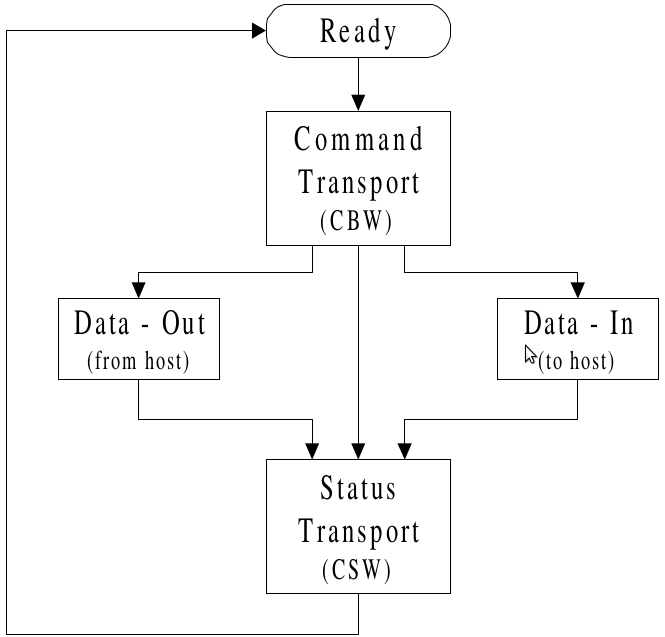 Ready
Command
Transport
(CBW)
Data - Out
(from host)
Data - In
(to host)
Status
Transport
(CSW)